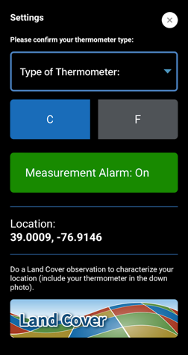 Settings
Please confirm your thermometer type:
Type of Thermometer:
C F
Measurement Alarm: On
Location:
39.0009, -76.9146
Do a Land Cover observation to characterize your
location (include your thermometer in the down
photo).
Land Cover